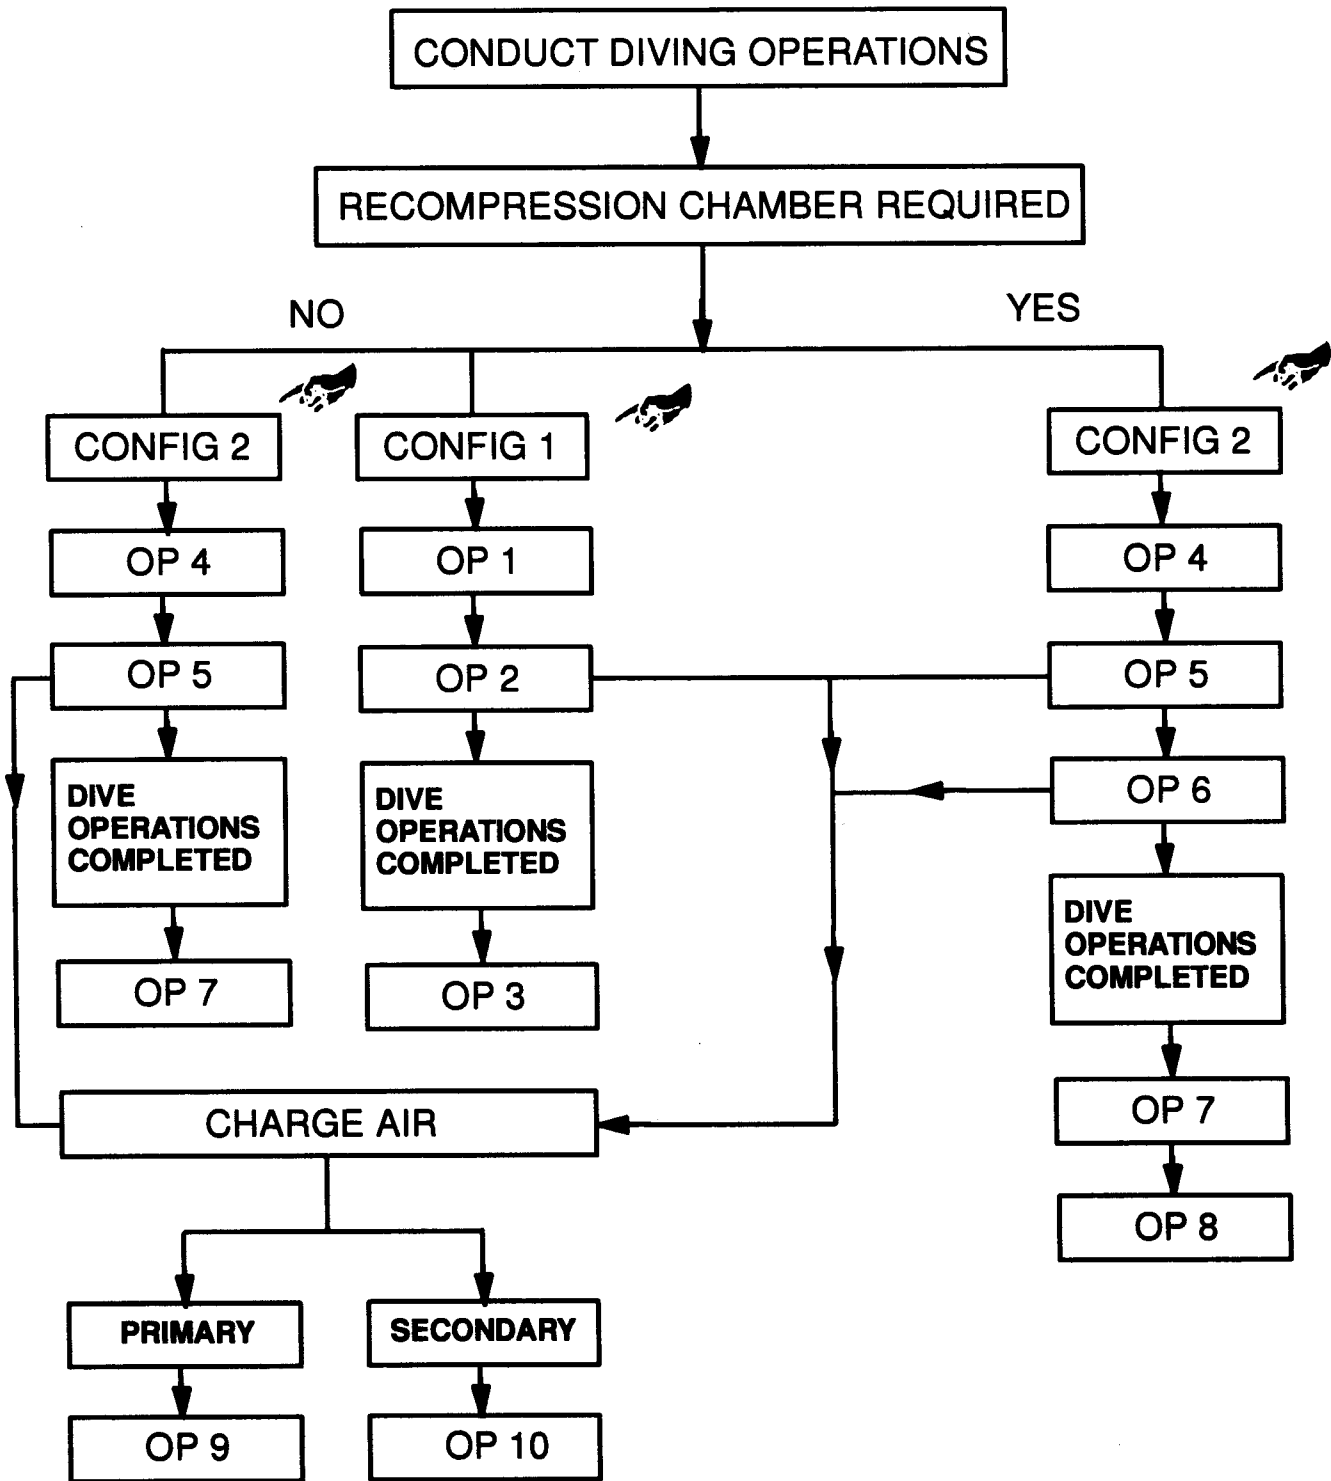 CONDUCT DIVING OPERATIONS
RECOMPRESSION CHAMBER REQUIRED
NO
YES
CONFIG 2
CONFIG 1
CONFIG 2
OP 4
OP 1
OP 4
OP 5
OP 2
OP 5
DIVE
OPERATIONS
COMPLETED
DIVE
OPERATIONS
COMPLETED
OP 6
DIVE
OPERATIONS
COMPLETED
OP 7
OP 3
CHARGE AIR
OP 7
OP 8
PRIMARY
SECONDARY
OP 9
OP 10